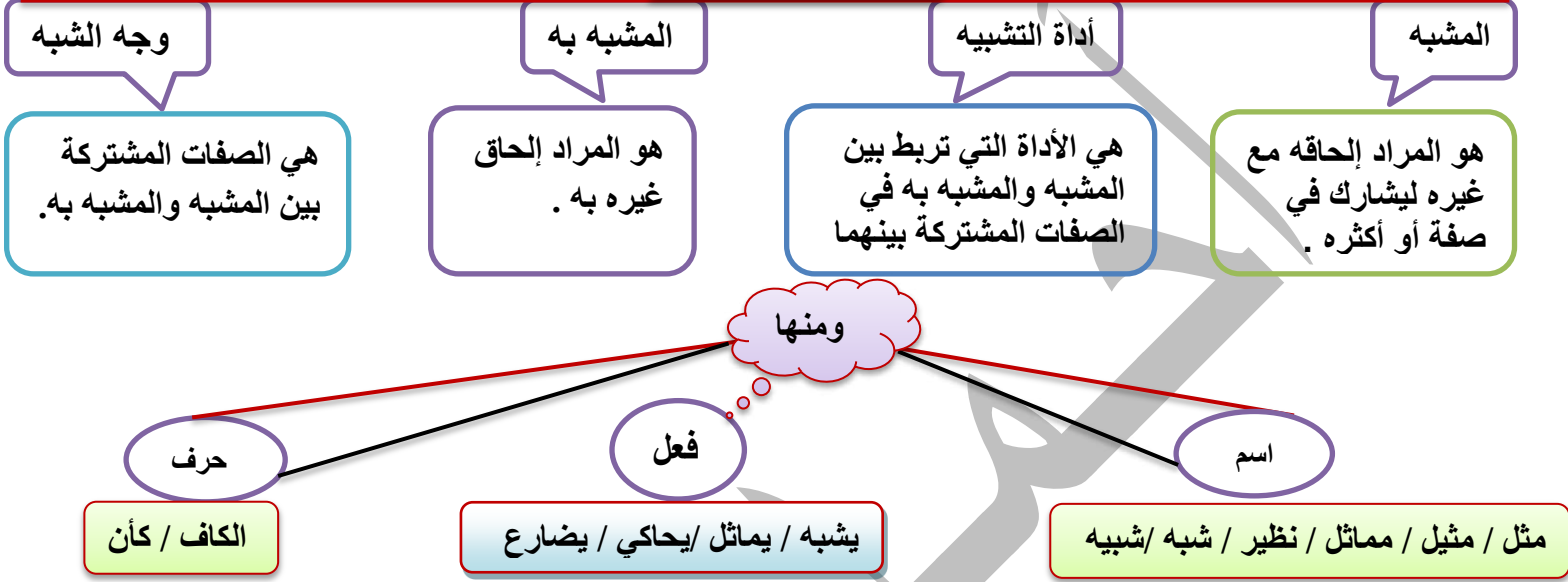 المشبه
أداة التشبيه
المشبه به
وجه الشبه
هو المراد إلحاقه مع
غيره ليشارك في
صفة أو أكثره .
هي الأداة التي تربط بين
المشبه والمشبه به في
الصفات المشتركة بينهما
هو المراد إلحاق
غيره به .
هي الصفات المشتركة
بين المشبه والمشبه به.
ومنها
اسم
فعل
حرف
مثل / مثيل / مماثل / نظير / شبه /شبيه
يشبه / يماثل /يحاكي / يضارع
الكاف / كأن